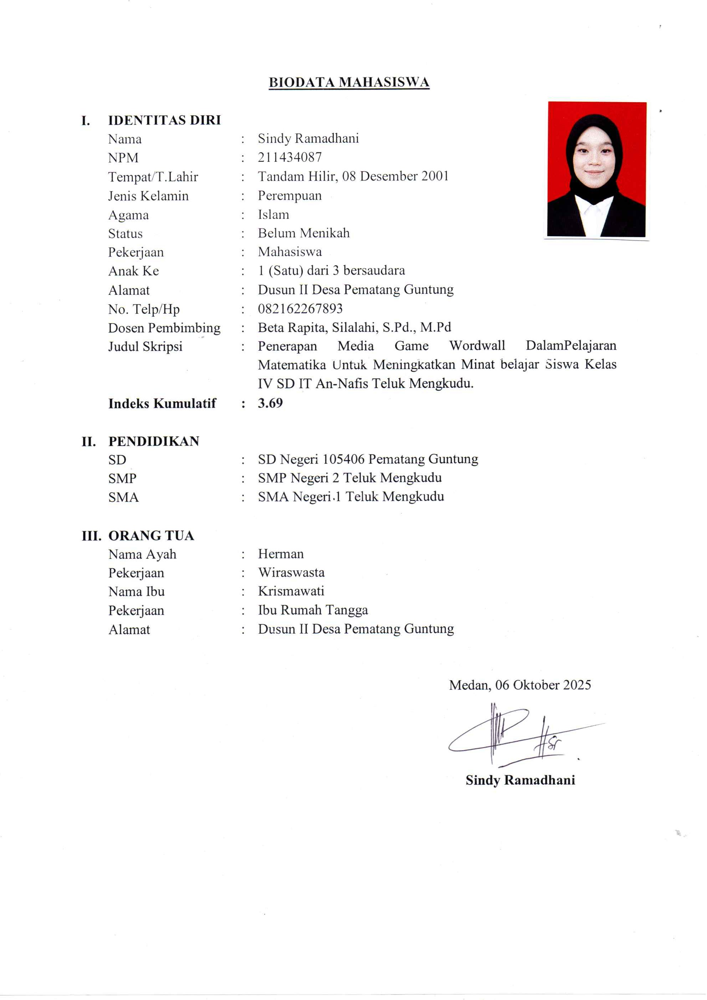 BIODATA MAHASISWA
I. IDENTITAS DIRI
Nama : Sindy Ramadhani
NPM : 211434087
Tempat/T.Lahir : Tandam Hilir, 08 Desember 2001
Jenis Kelamin : Perempuan
Agama : Islam
Status : Belum Menikah
Pekerjaan : Mahasiswa
Anak Ke : 1 (Satu) dari 3 bersaudara
Alamat : Dusun II Desa Pematang Guntung
No. Telp/Hp : 082162267893
Dosen Pembimbing : Beta Rapita, Silalahi, S.Pd., M.Pd
Judul Skripsi : Penerapan Media Game Wordwall DalamPelajaran
Matematika Untuk Meningkatkan Minat belajar Siswa Kelas
IV SD IT An-Nafis Teluk Mengkudu.
Indeks Kumulatif : 3.69
II. PENDIDIKAN
SD : SD Negeri 105406 Pematang Guntung
SMP : SMP Negeri 2 Teluk Mengkudu
SMA : SMA Negeri 1 Teluk Mengkudu
III. ORANG TUA
Nama Ayah : Herman
Pekerjaan : Wiraswasta
Nama Ibu : Krismawati
Pekerjaan : Ibu Rumah Tangga
Alamat : Dusun II Desa Pematang Guntung
Medan, 06 Oktober 2025
Sindy Ramadhani